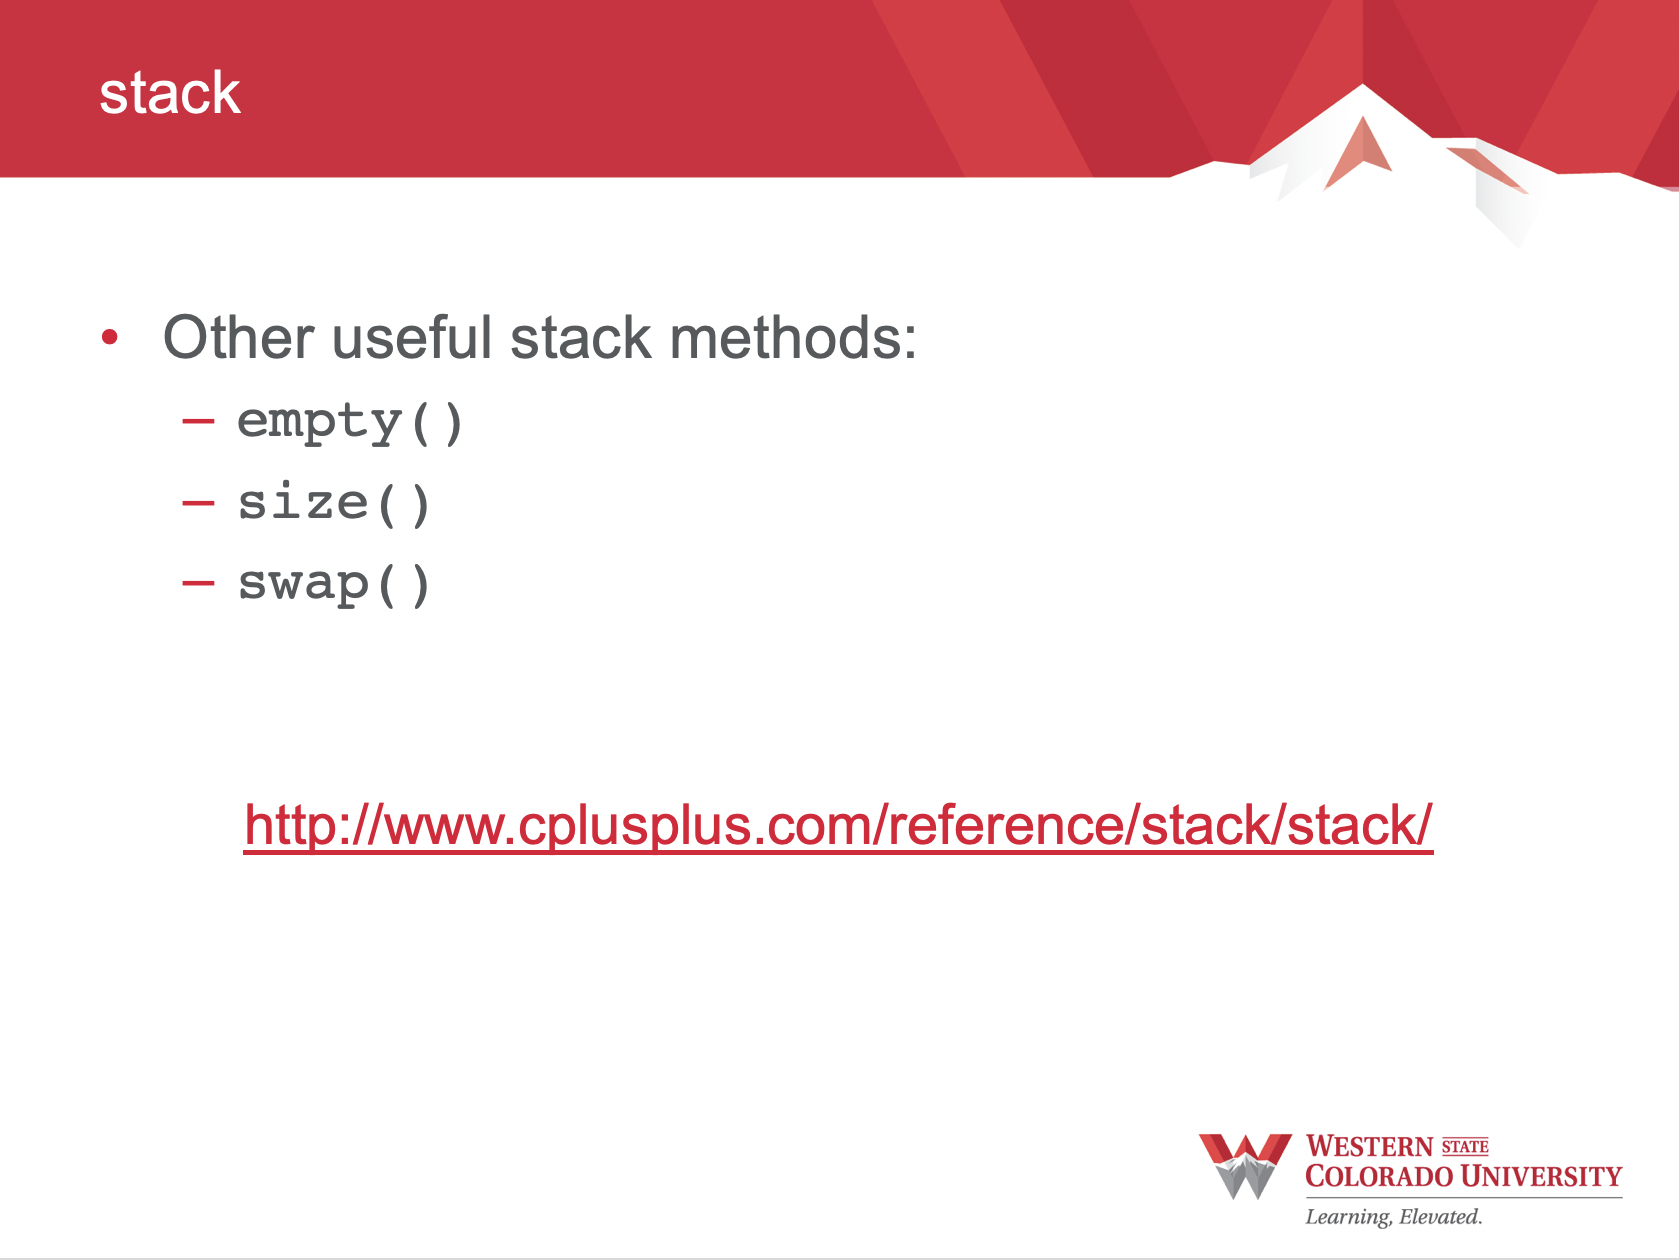 stack
• Other useful stack methods:
– empty()
– size()
– swap()
http://www.cplusplus.com/reference/stack/stack/
WESTERN STATE
COLORADO UNIVERSITY
Learning, Elevated.